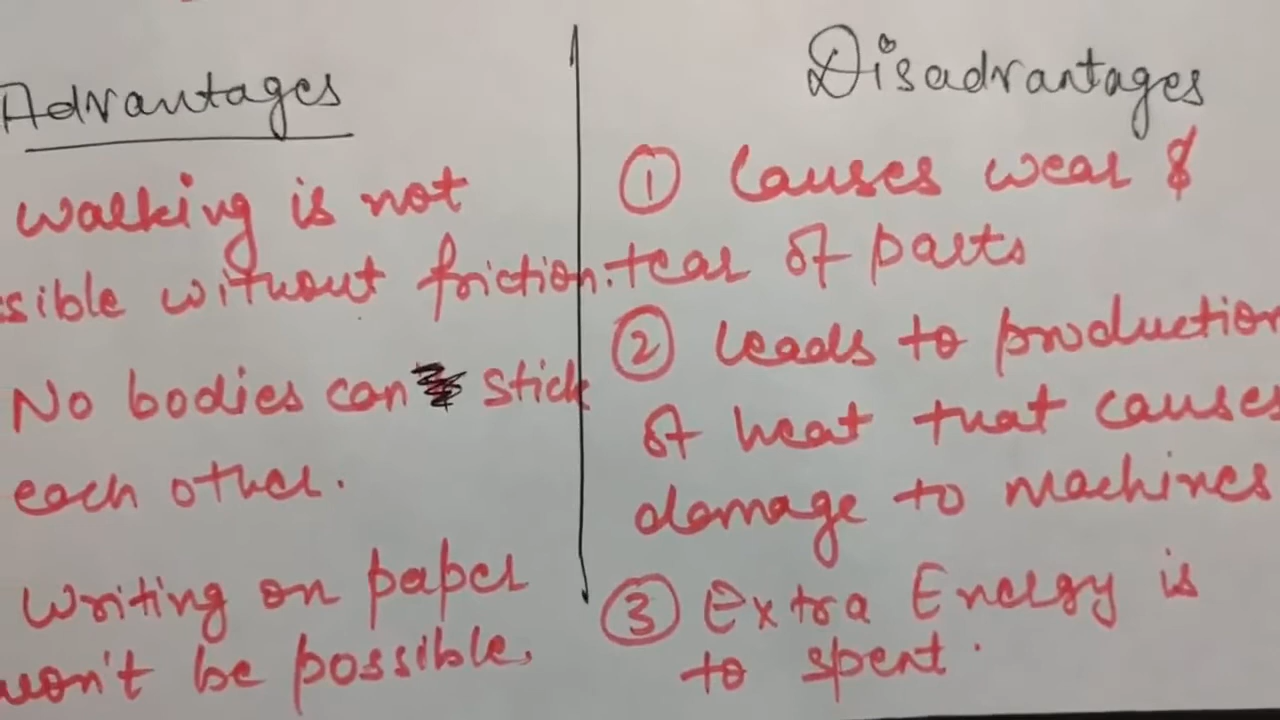 Advantages
walking is not
ssible without friction.
No bodies can stick
each other.
Writing on paper
won't be possible.
Disadvantages
① Causes wear &
tear of parts
② leads to production
of heat that causes
damage to machines
③ Extra Energy is
to spent.